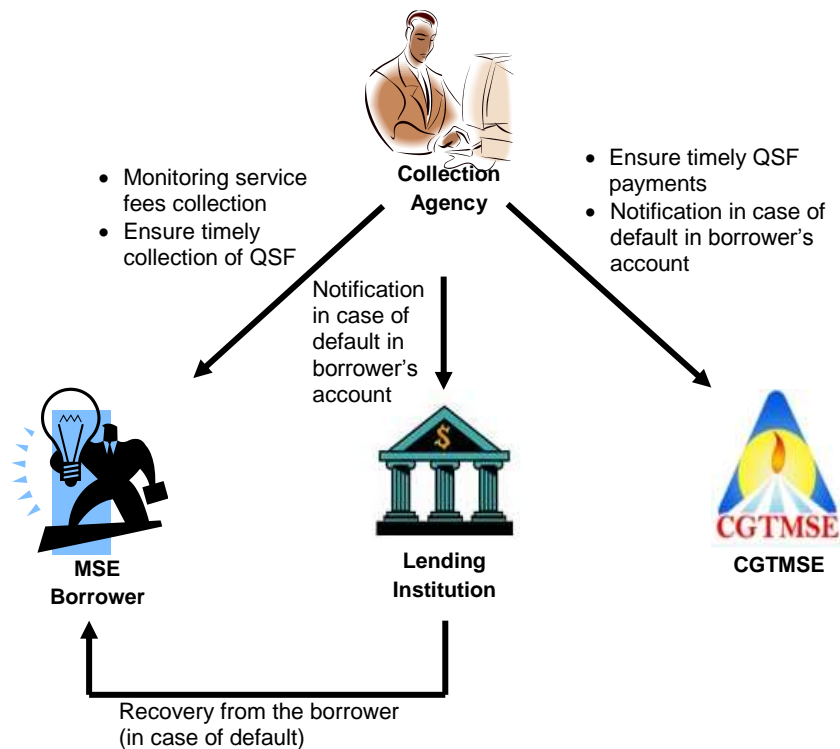 Collection
Agency
• Monitoring service
fees collection
• Ensure timely
collection of QSF
• Ensure timely QSF
payments
• Notification in case of
default in borrower’s
account
Notification
in case of
default in
borrower’s
account
$
CGTMSE
MSE
Borrower
Lending
Institution
CGTMSE
Recovery from the borrower
(in case of default)